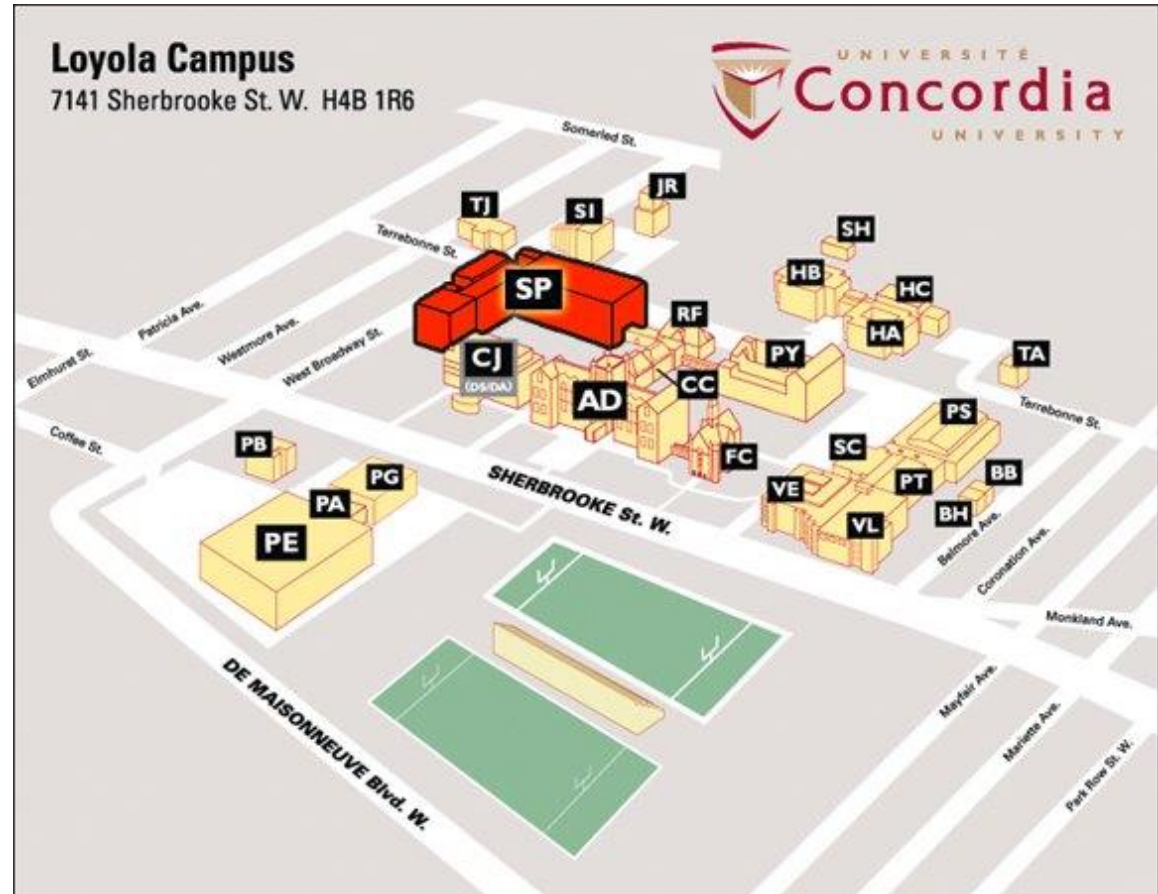 Loyola Campus
7141 Sherbrooke St. W. H4B 1R6
UNIVERSITÉ
Concordia
UNIVERSITY
Somerled St.
JR
TJ
SI
Terrebonne St.
SH
SP
HB
HC
Patricia Ave.
RF
HA
Westmore Ave.
PY
TA
Elmhurst St.
West Broadway St.
CJ
(DS/DA)
CC
AD
Terrebonne St.
PS
Coffee St.
PB
FC
SC
PG
SHERBROOKE St. W.
VE
PT
BB
PA
BH
VL
PE
Belmore Ave.
Coronation Ave.
Monkland Ave.
DE MAISONNEUVE Blvd. W.
Mayfair Ave.
Mariette Ave.
Park Row St. W.